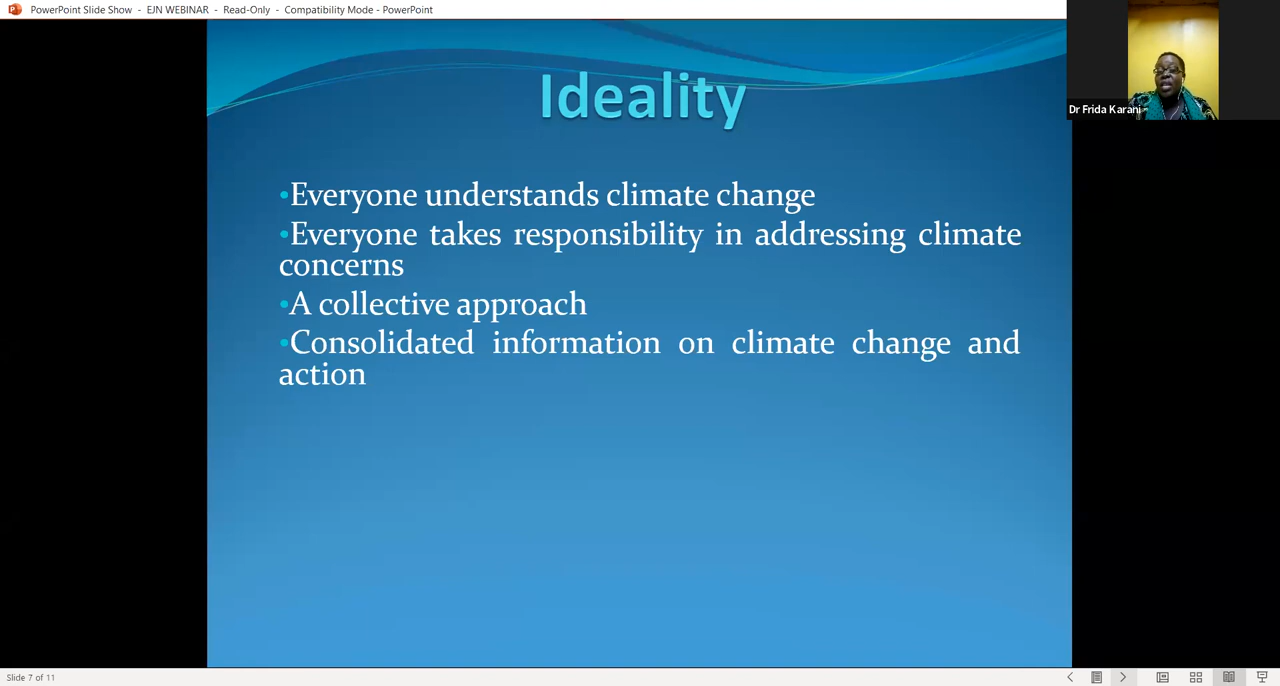 PowerPoint Slide Show - EJN WEBINAR - Read-Only - Compatibility Mode - PowerPoint
Dr Frida Karani
Ideality
•Everyone understands climate change
•Everyone takes responsibility in addressing climate
concerns
•A collective approach
•Consolidated information on climate change and
action
Slide 7 of 11